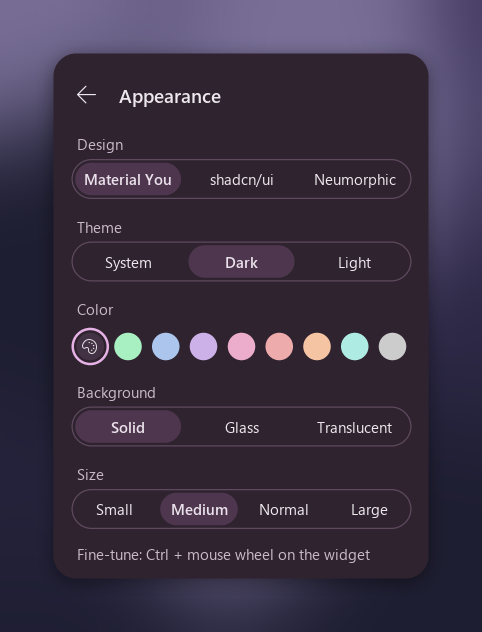 Appearance
Design
Material You shadcn/ui Neumorphic
Theme
System Dark Light
Color
Background
Solid Glass Translucent
Size
Small Medium Normal Large
Fine-tune: Ctrl + mouse wheel on the widget